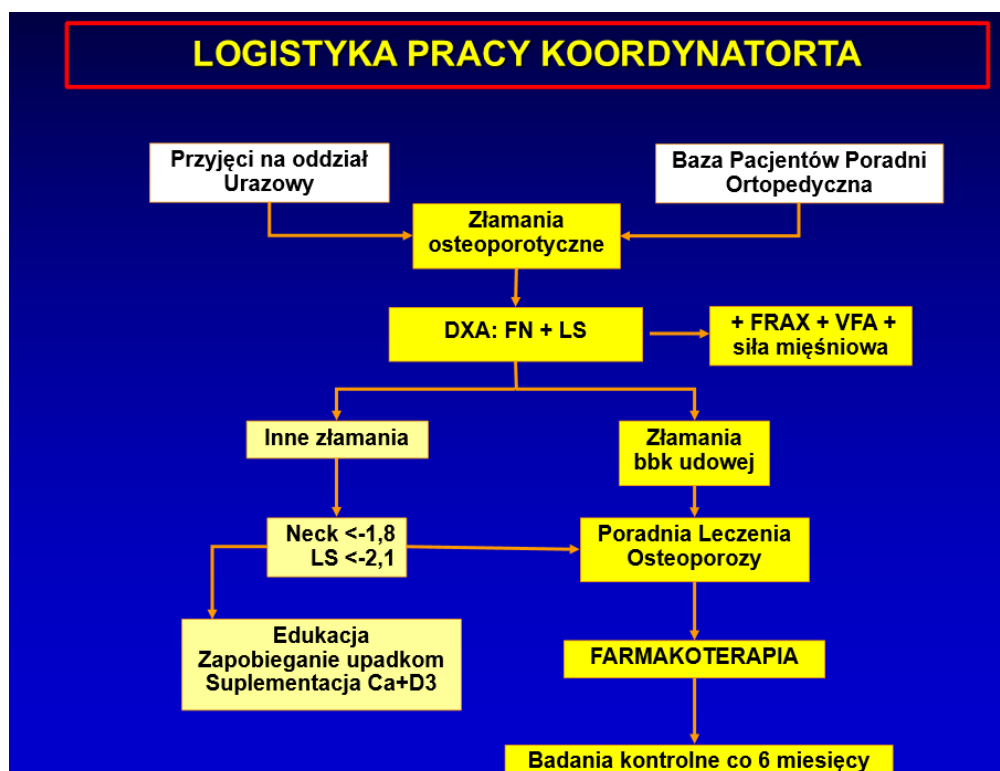 LOGISTYKA PRACY KOORDYNATORTA
Przyjęci na oddział
Urazowy
Baza Pacjentów Poradni
Ortopedyczna
Złamania
osteoporotyczne
DXA: FN + LS
+ FRAX + VFA +
siła mięśniowa
Inne złamania
Złamania
bbk udowej
Neck <-1,8
LS <-2,1
Poradnia Leczenia
Osteoporozy
Edukacja
Zapobieganie upadkom
Suplementacja Ca+D3
FARMAKOTERAPIA
Badania kontrolne co 6 miesięcy